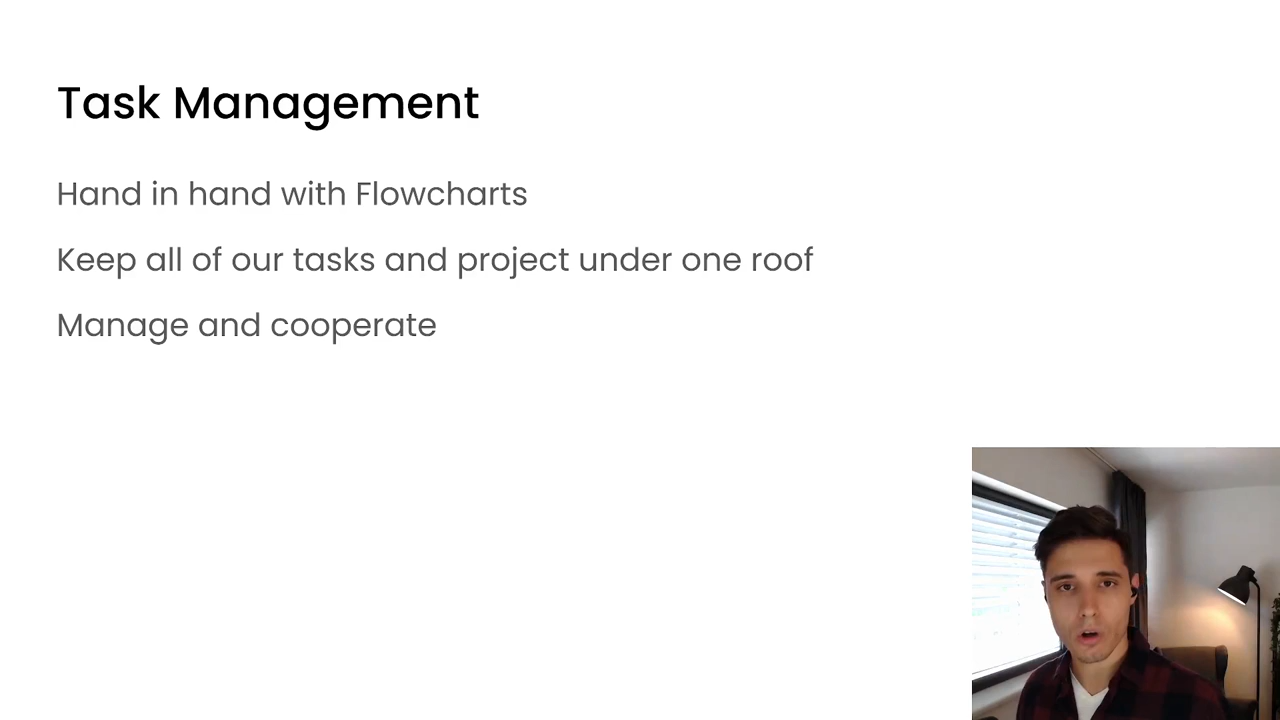 Task Management
Hand in hand with Flowcharts
Keep all of our tasks and project under one roof
Manage and cooperate